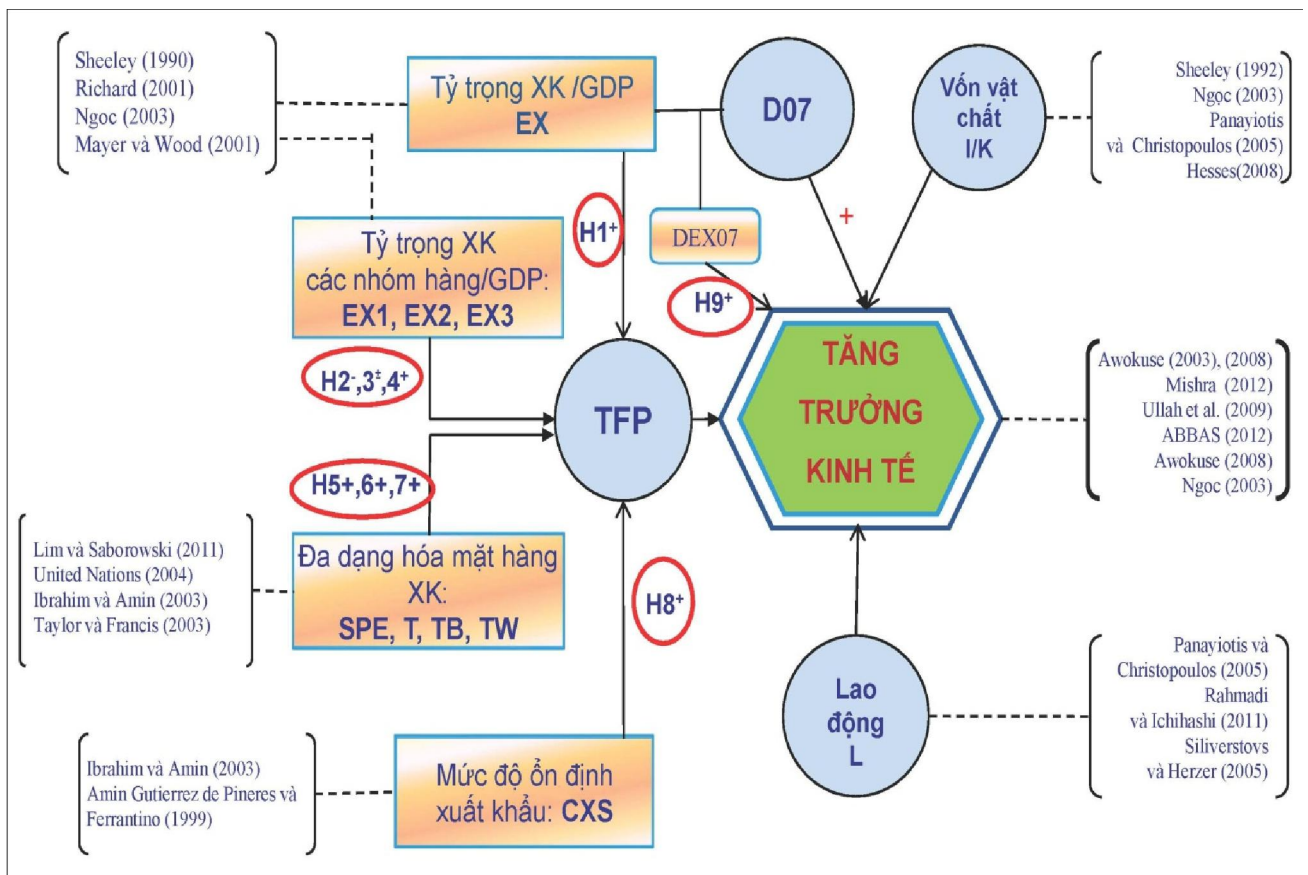 Sheeley (1990)
Richard (2001)
Ngọc (2003)
Mayer và Wood (2001)
Tỷ trọng XK /GDP
EX
D07
Vốn vật
chất
I/K
Sheeley (1992)
Ngọc (2003)
Panayiotis
và Christopoulos (2005)
Hesses(2008)
Tỷ trọng XK
các nhóm hàng/GDP:
EX1, EX2, EX3
H1⁺
DEX07
+
H9⁺
H2⁻,3±,4⁺
TFP
TĂNG
TRƯỞNG
KINH TẾ
Awokuse (2003), (2008)
Mishra (2012)
Ullah et al. (2009)
ABBAS (2012)
Awokuse (2008)
Ngọc (2003)
H5+,6+,7+
Lim và Saborowski (2011)
United Nations (2004)
Ibrahim và Amin (2003)
Taylor và Francis (2003)
Đa dạng hóa mặt hàng
XK:
SPE, T, TB, TW
H8⁺
Lao
động
L
Panayiotis và
Christopoulos (2005)
Rahmadi
và Ichihashi (2011)
Siliverstovs
và Herzer (2005)
Ibrahim và Amin (2003)
Amin Gutierrez de Pineres và
Ferrantino (1999)
Mức độ ổn định
xuất khẩu: CXS